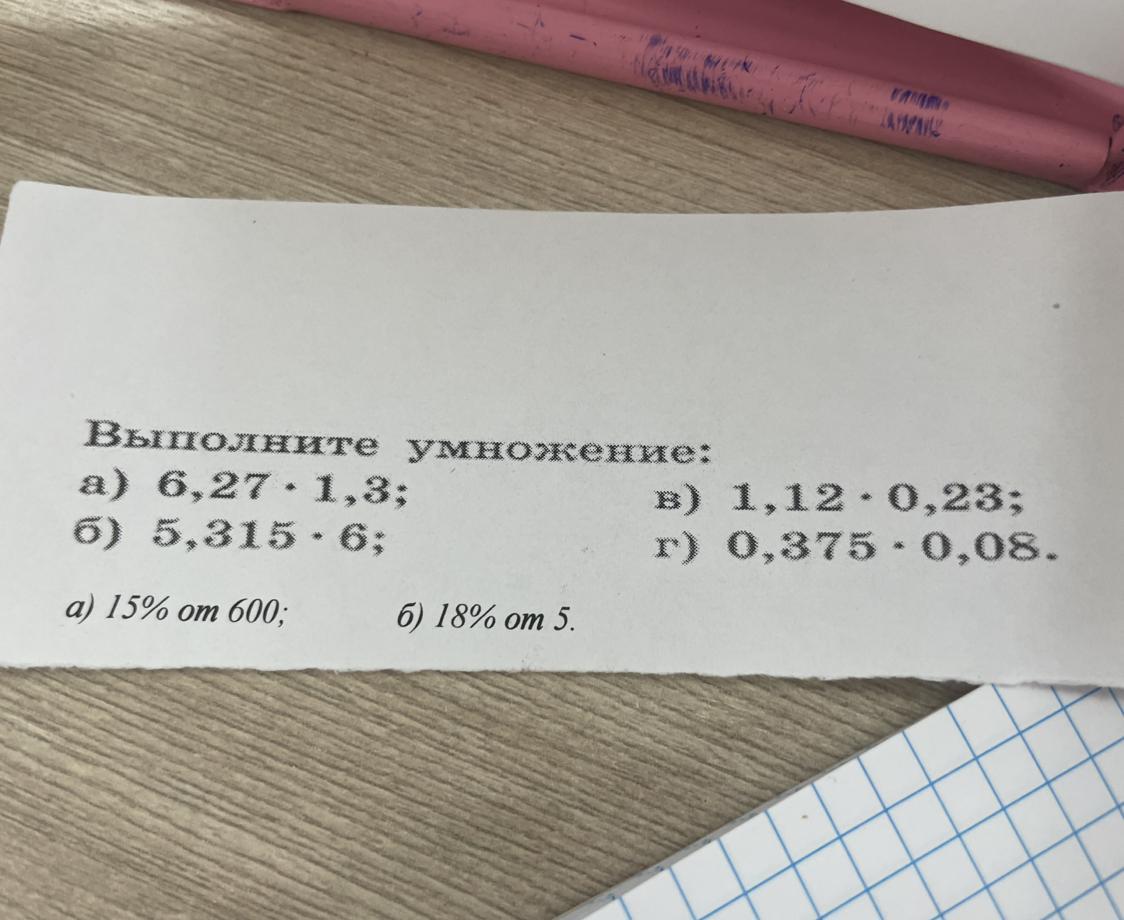 Выполните умножение:
а) 6,27 · 1,3; в) 1,12 · 0,23;
б) 5,315 · 6; г) 0,375 · 0,08.
а) 15% от 600; б) 18% от 5.